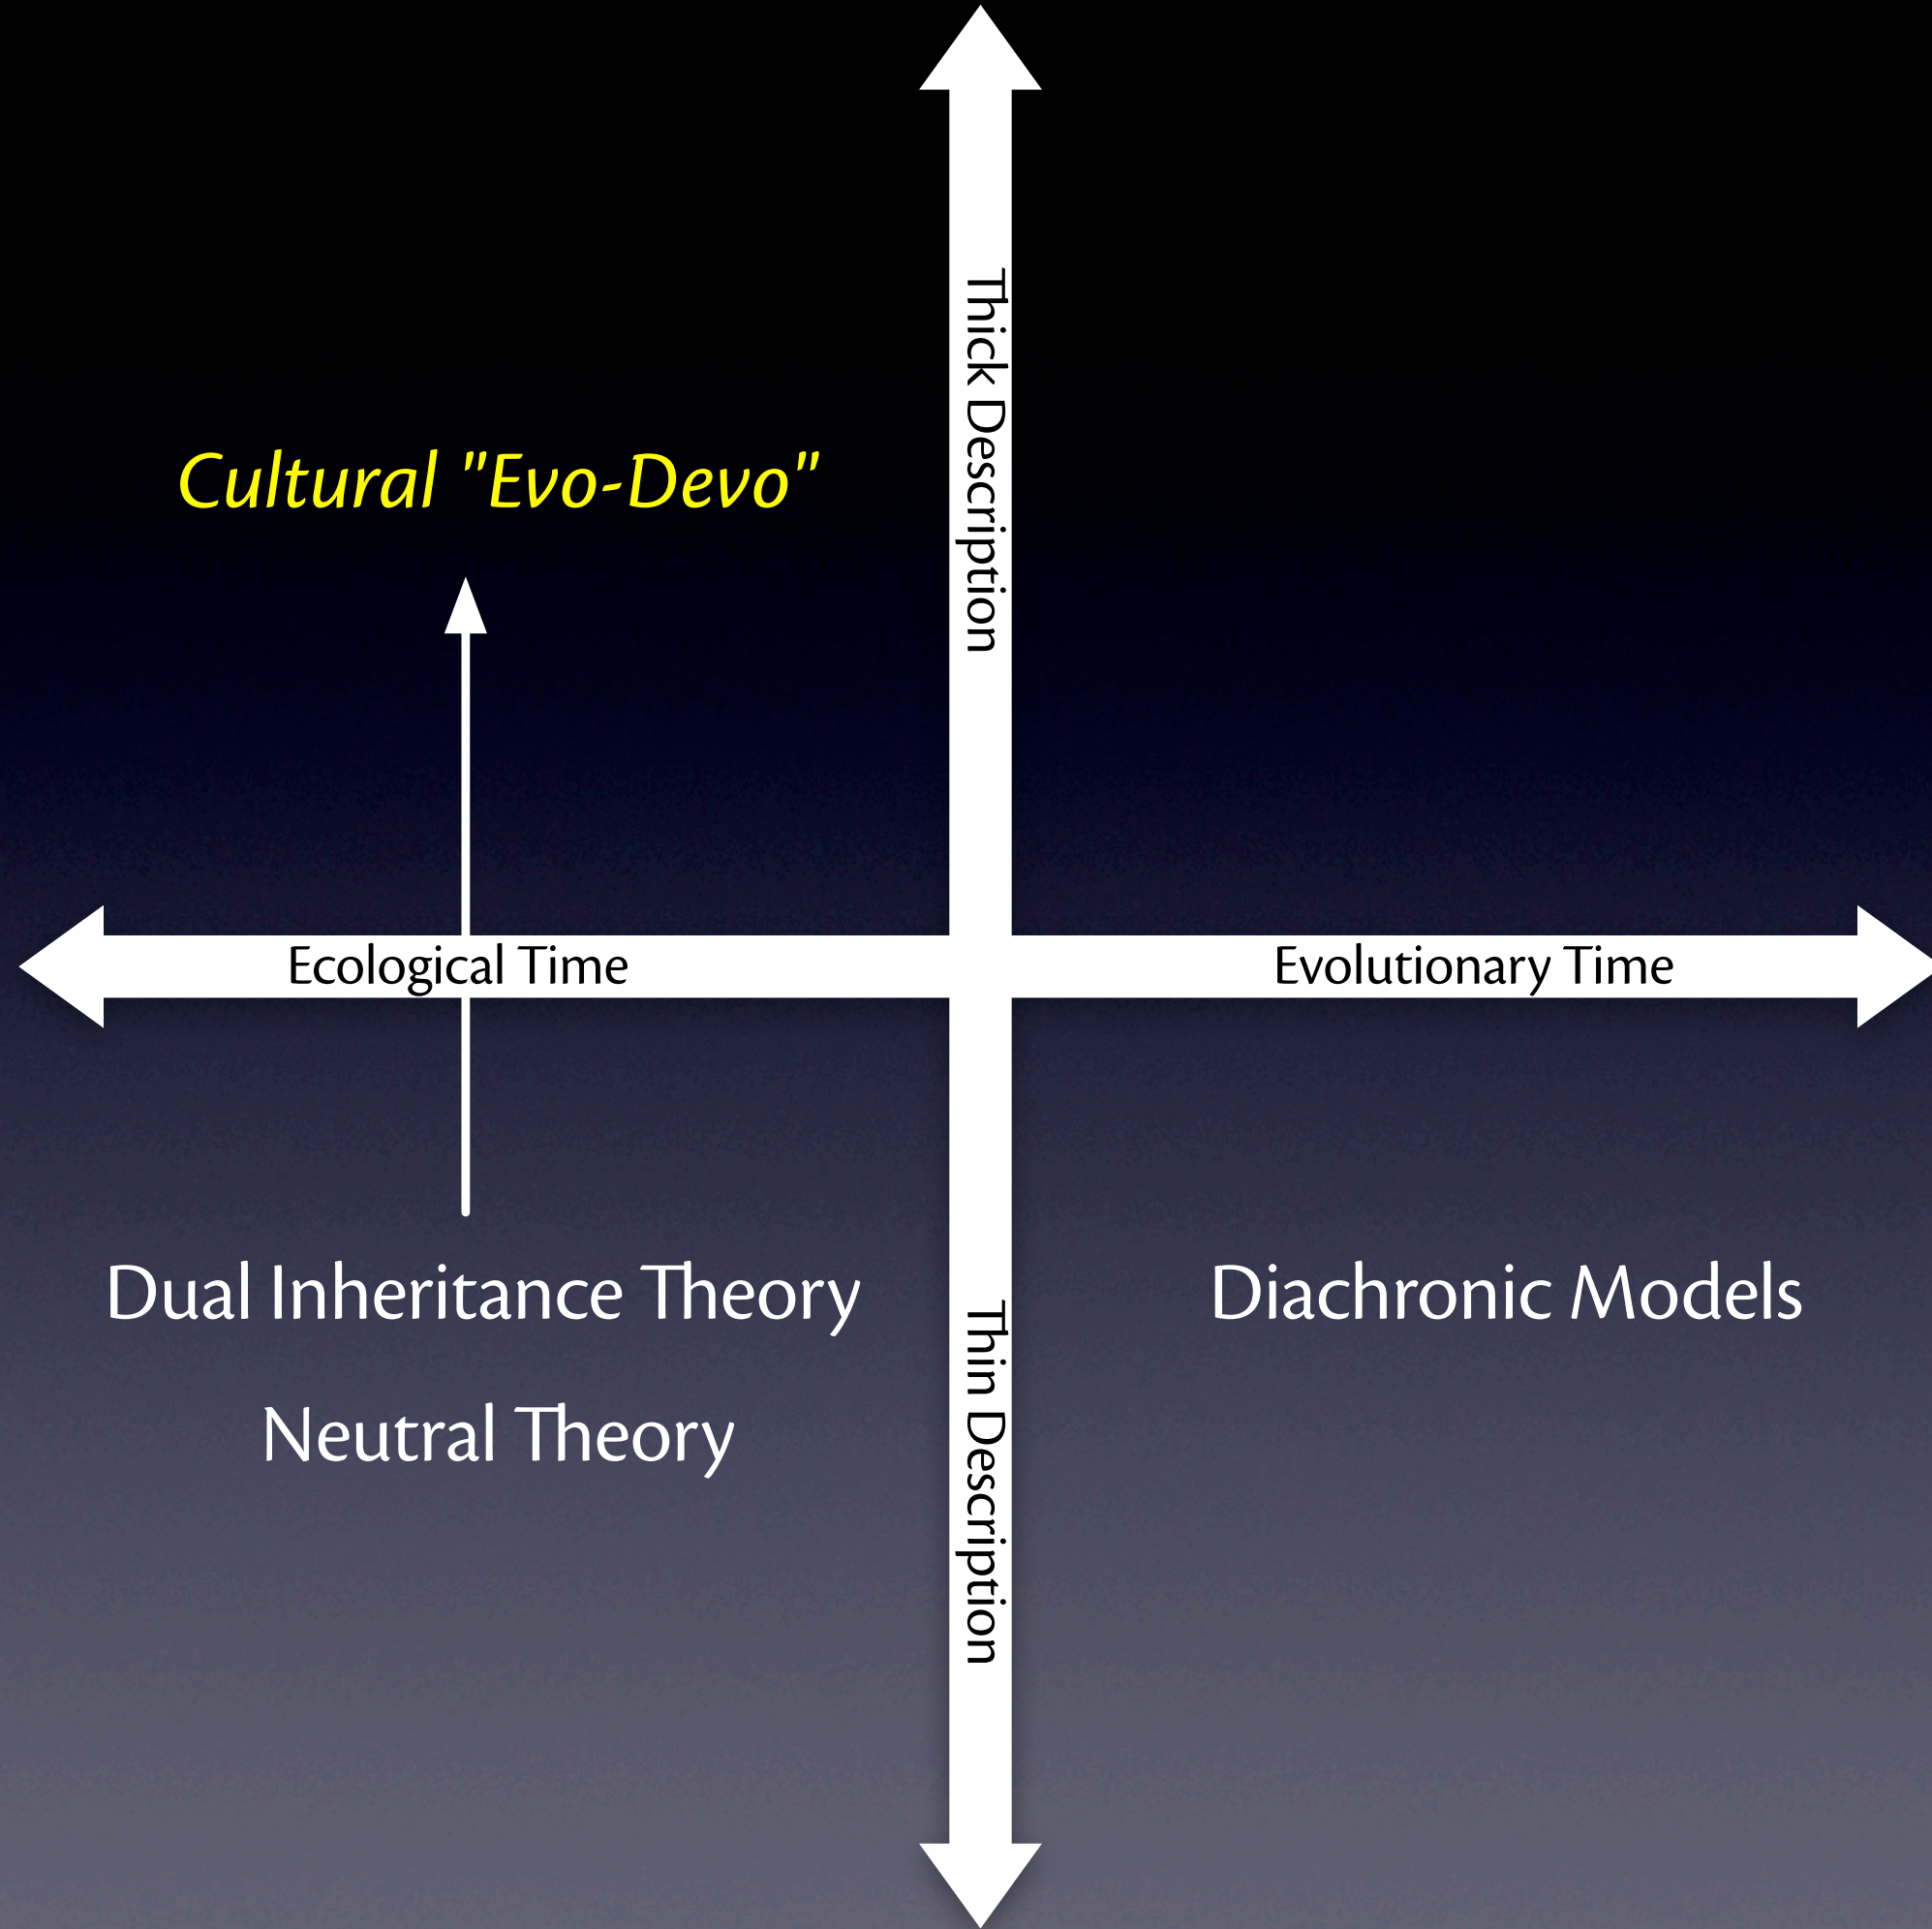 Thick Description
Cultural "Evo-Devo"
Ecological Time
Evolutionary Time
Dual Inheritance Theory
Diachronic Models
Thin Description
Neutral Theory